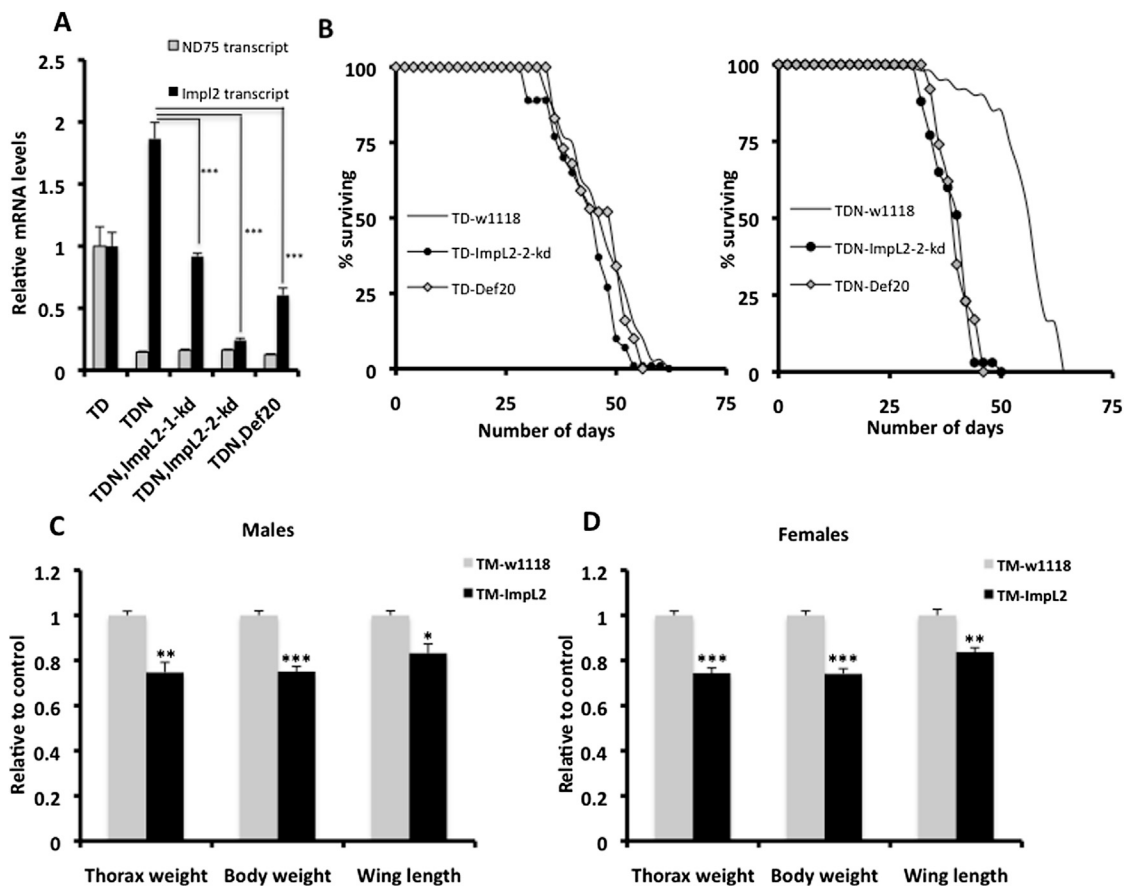 A
ND75 transcript
Impl2 transcript
Relative mRNA levels
2.5
2
1.5
1
0.5
0
***
***
***
TD
TDN
TDN,ImpL2-1-kd
TDN,ImpL2-2-kd
TDN,Def20
B
% surviving
100
75
50
25
0
TD-w1118
TD-ImpL2-2-kd
TD-Def20
0 25 50 75
Number of days
% surviving
100
75
50
25
0
TDN-w1118
TDN-ImpL2-2-kd
TDN-Def20
0 25 50 75
Number of days
C
Males
TM-w1118
TM-ImpL2
Relative to control
1.2
1
0.8
0.6
0.4
0.2
0
** *** *
Thorax weight Body weight Wing length
D
Females
TM-w1118
TM-ImpL2
Relative to control
1.2
1
0.8
0.6
0.4
0.2
0
*** *** **
Thorax weight Body weight Wing length